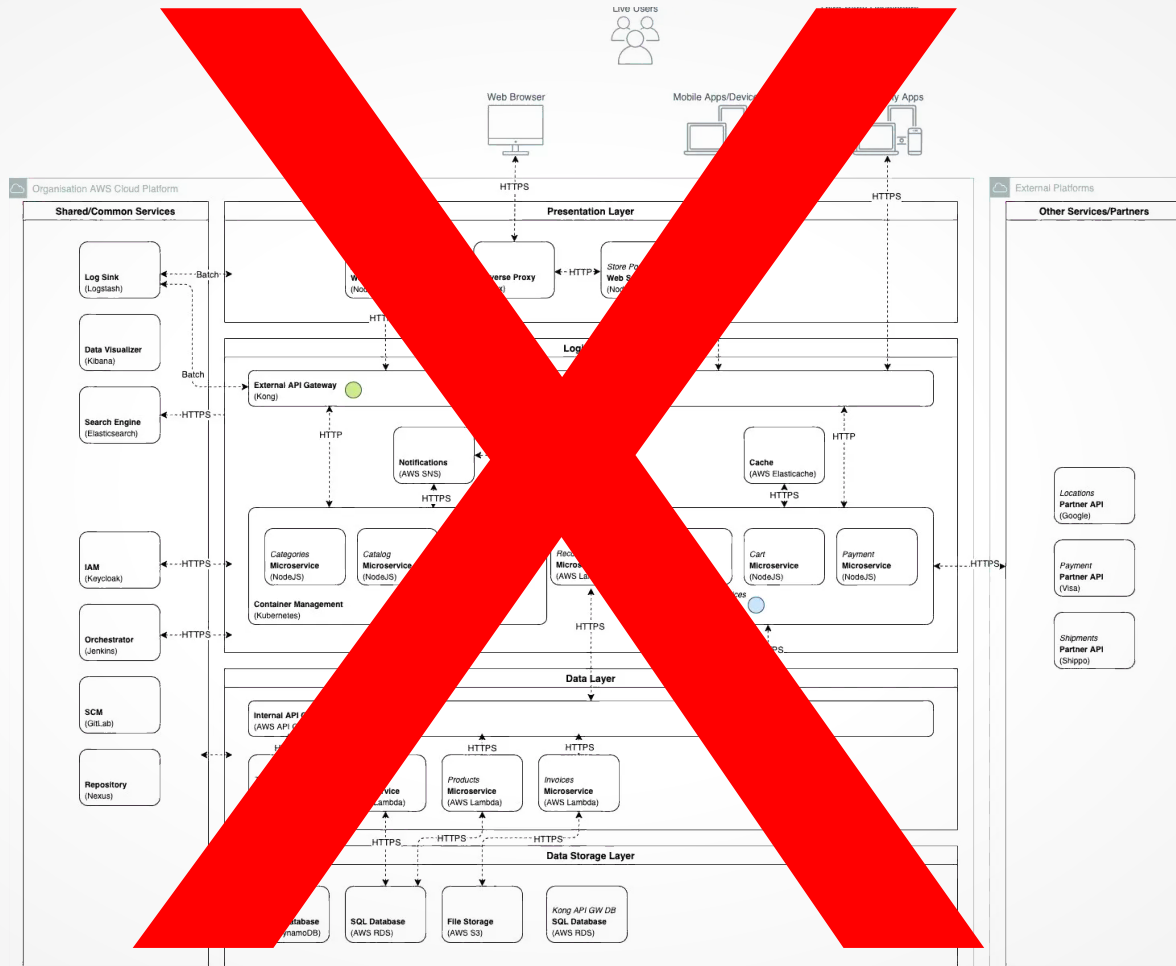 Live Users
Web Browser
Mobile Apps/Device
Apps
HTTPS
HTTPS
Organisation AWS Cloud Platform
External Platforms
Shared/Common Services
Presentation Layer
Other Services/Partners
Log Sink
(Logstash)
Batch
Proxy
HTTP
Store
Web
Data Visualizer
(Kibana)
Batch
External API Gateway
(Kong)
Search Engine
(Elasticsearch)
HTTPS
HTTP
HTTP
Notifications
(AWS SNS)
HTTPS
Cache
(AWS Elasticache)
HTTPS
Locations
Partner API
(Google)
Categories
Microservice
(NodeJS)
Catalog
Microservice
(NodeJS)
(AWS
Cart
Microservice
(NodeJS)
Payment
Microservice
(NodeJS)
Container Management
(Kubernetes)
IAM
(Keycloak)
HTTPS
HTTPS
Payment
Partner API
(Visa)
Orchestrator
(Jenkins)
HTTPS
HTTPS
Shipments
Partner API
(Shippo)
Data Layer
SCM
(GitLab)
Internal API
(AWS API
HTTPS
HTTPS
Repository
(Nexus)
Lambda)
Products
Microservice
(AWS Lambda)
Invoices
Microservice
(AWS Lambda)
HTTPS
HTTPS
HTTPS
Data Storage Layer
SQL Database
(AWS RDS)
File Storage
(AWS S3)
Kong API GW DB
SQL Database
(AWS RDS)